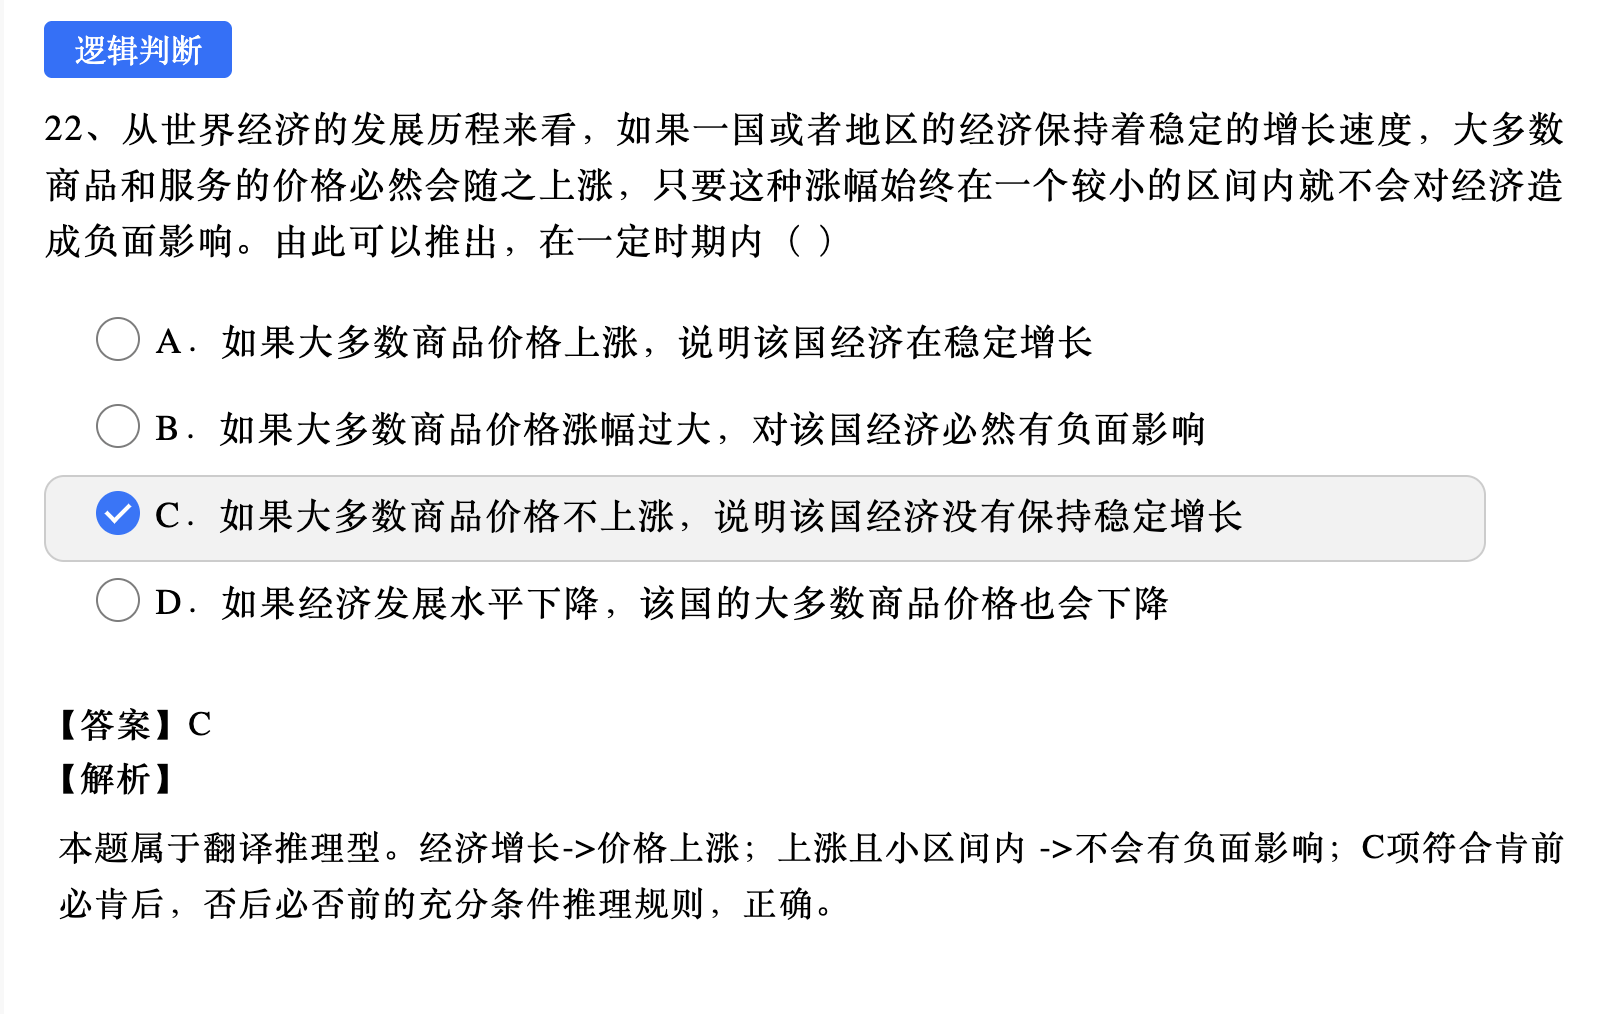 逻辑判断
22、从世界经济的发展历程来看，如果一国或者地区的经济保持着稳定的增长速度，大多数
商品和服务的价格必然会随之上涨，只要这种涨幅始终在一个较小的区间内就不会对经济造
成负面影响。由此可以推出，在一定时期内（ ）
A．如果大多数商品价格上涨，说明该国经济在稳定增长
B．如果大多数商品价格涨幅过大，对该国经济必然有负面影响
C．如果大多数商品价格不上涨，说明该国经济没有保持稳定增长
D．如果经济发展水平下降，该国的大多数商品价格也会下降
【答案】C
【解析】
本题属于翻译推理型。经济增长->价格上涨；上涨且小区间内 ->不会有负面影响；C项符合肯前
必肯后，否后必否前的充分条件推理规则，正确。